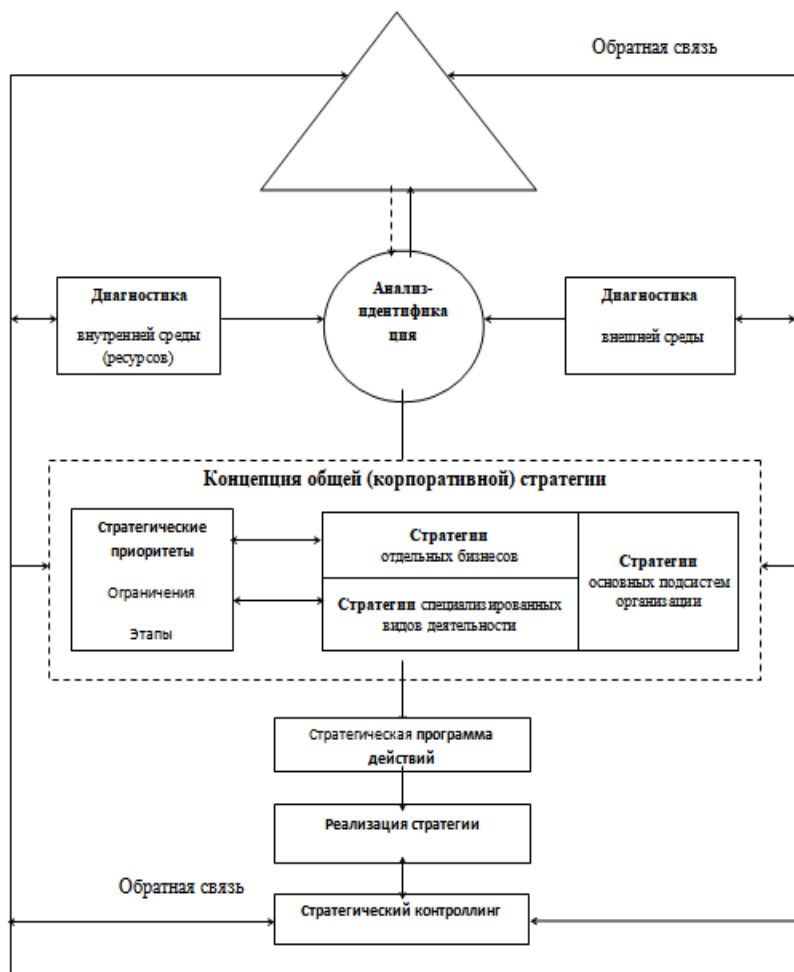 Обратная связь
Анализ-
идентифика
ция
Диагностика
внутренней среды
(ресурсов)
Диагностика
внешней среды
Концепция общей (корпоративной) стратегии
Стратегические
приоритеты
Ограничения
Этапы
Стратегии
отдельных бизнесов
Стратегии специализированных
видов деятельности
Стратегии
основных подсистем
организации
Стратегическая программа
действий
Реализация стратегии
Обратная связь
Стратегический контроллинг